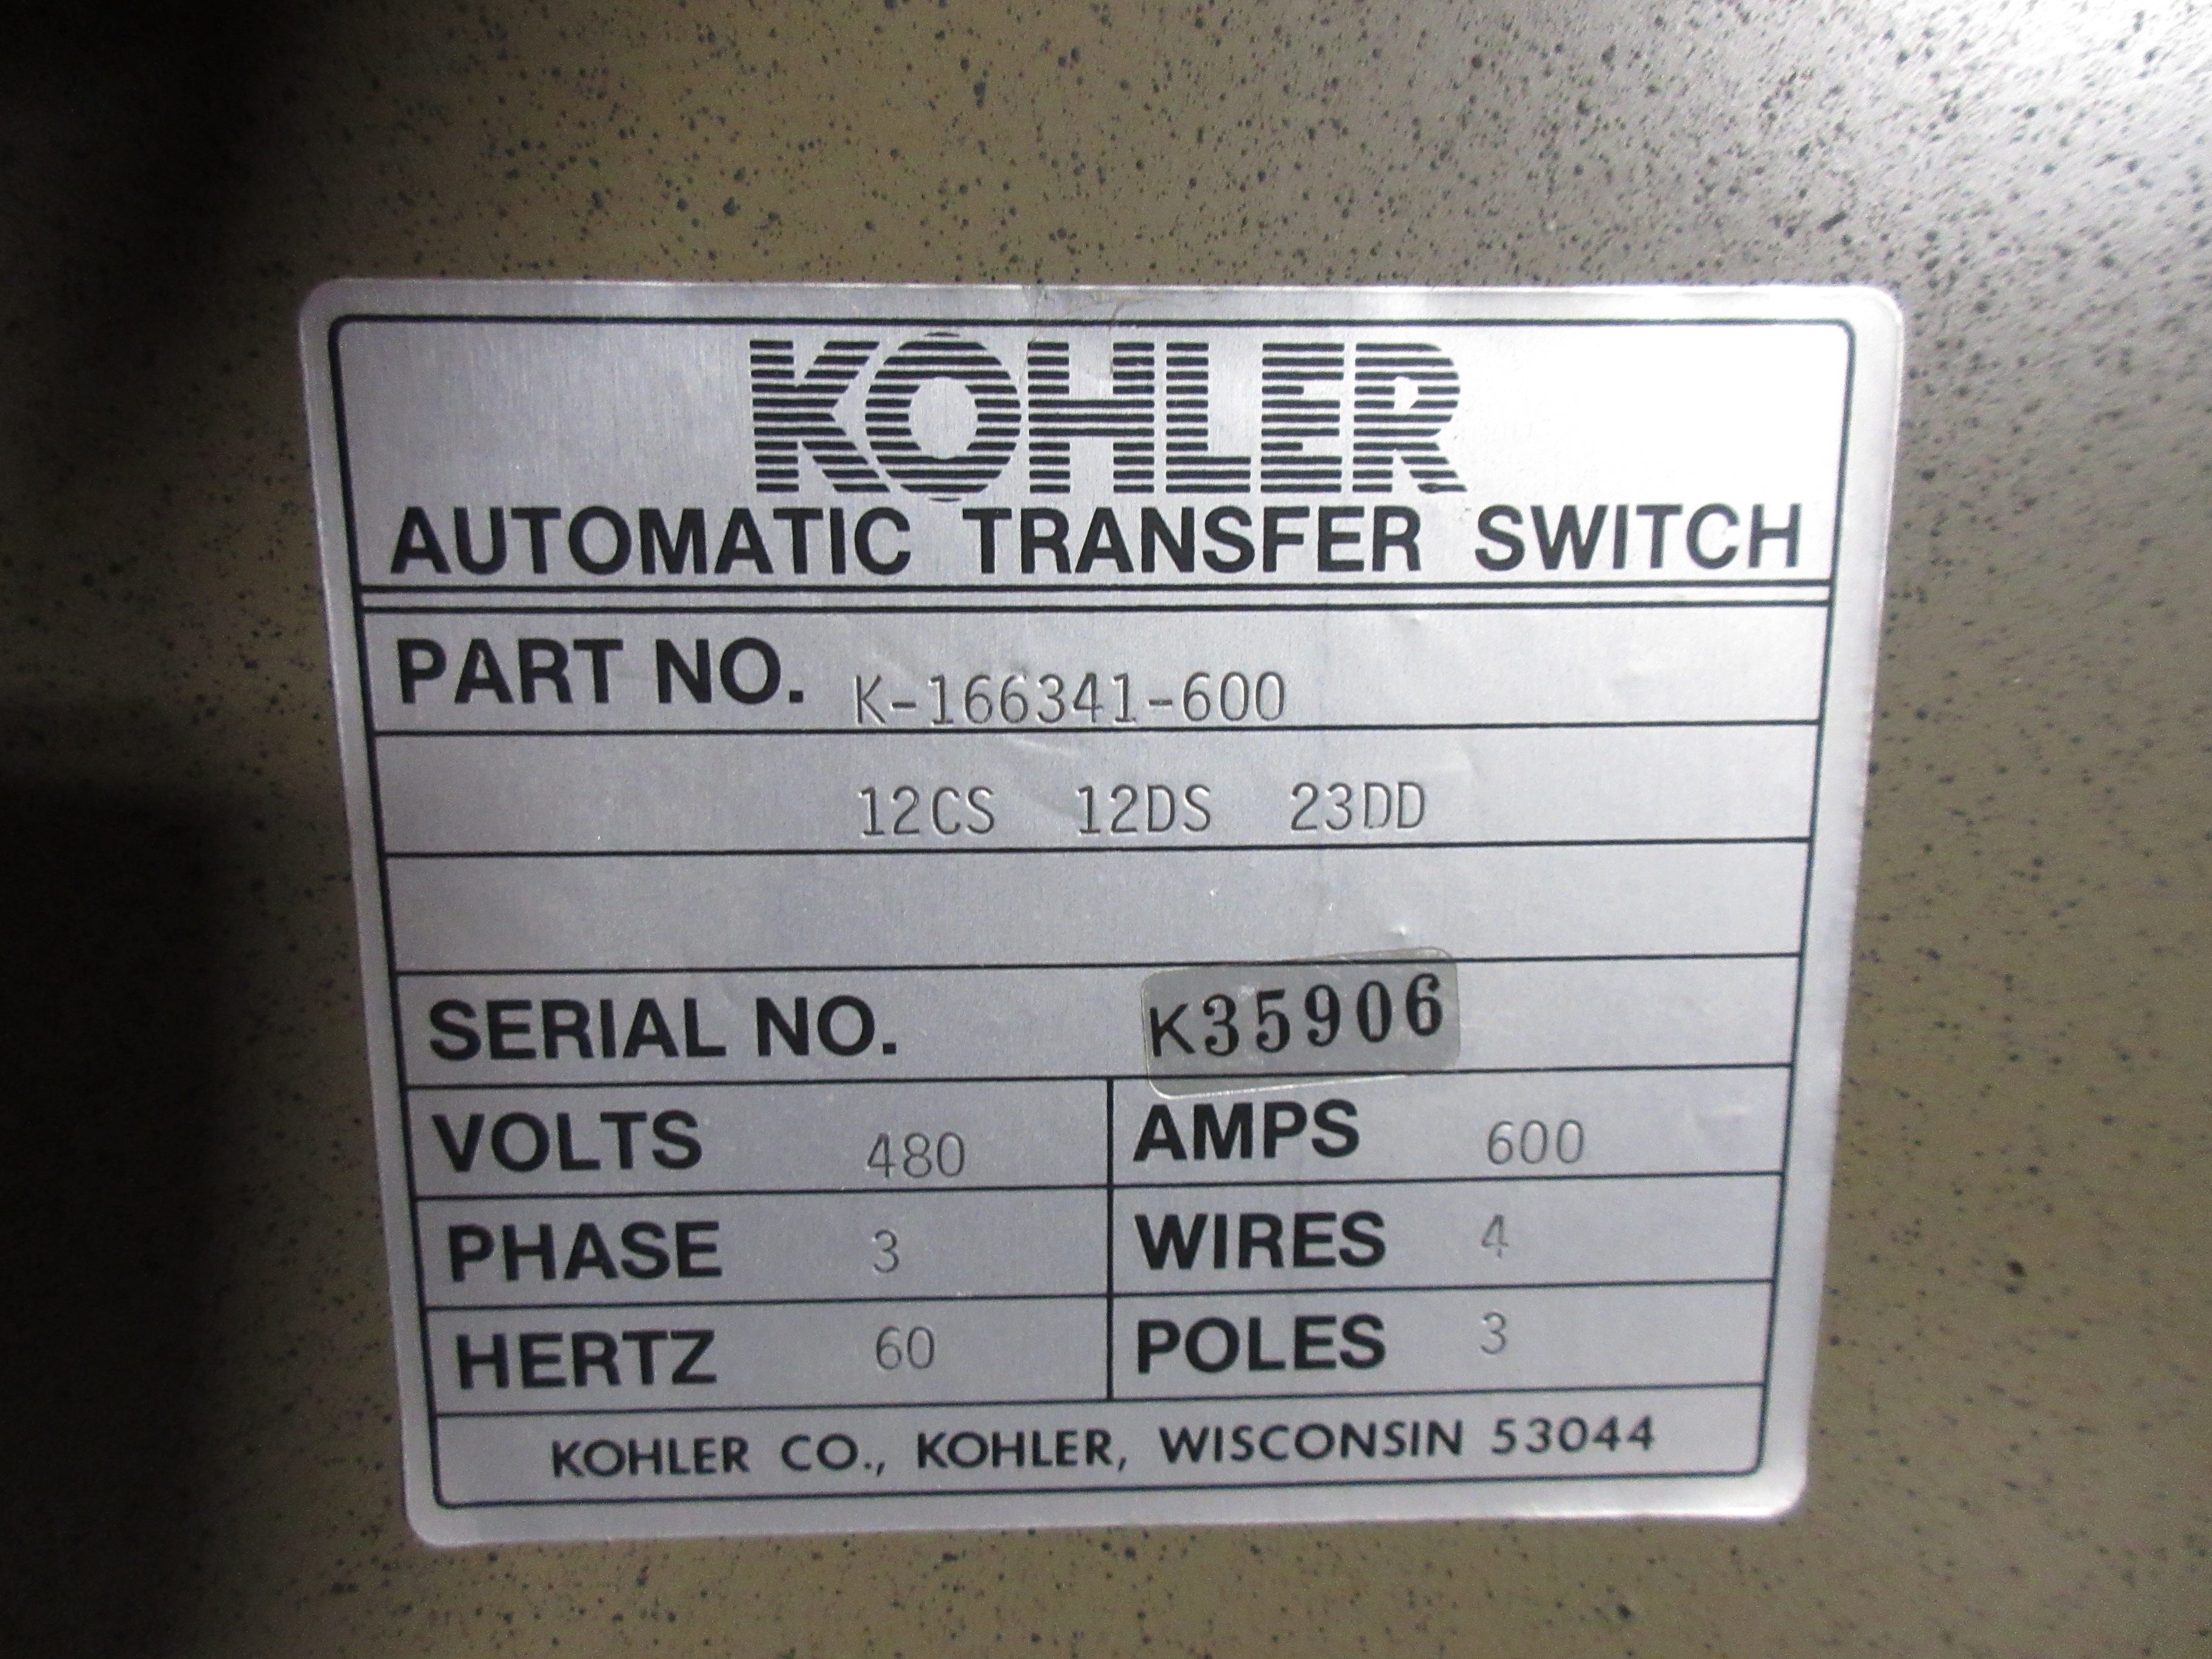 KOHLER
AUTOMATIC TRANSFER SWITCH
PART NO. K-166341-600
12CS 12DS 23DD
SERIAL NO. K35906
VOLTS 480 AMPS 600
PHASE 3 WIRES 4
HERTZ 60 POLES 3
KOHLER CO., KOHLER, WISCONSIN 53044